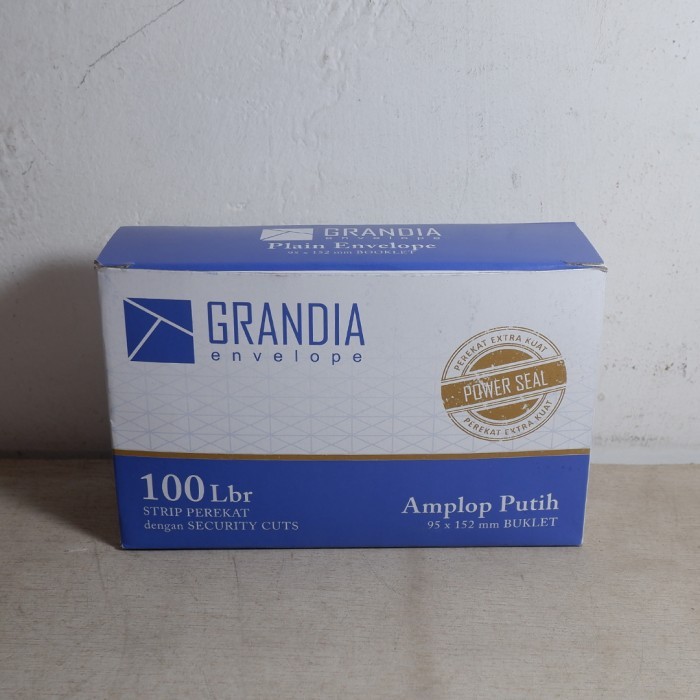 GRANDIA
envelope
Plain Envelope
95 x 152 mm BOOKLET
GRANDIA
envelope
PEREKAT EXTRA KUAT
POWER SEAL
PEREKAT EXTRA KUAT
100 Lbr
STRIP PEREKAT
dengan SECURITY CUTS
Amplop Putih
95 x 152 mm BUKLET